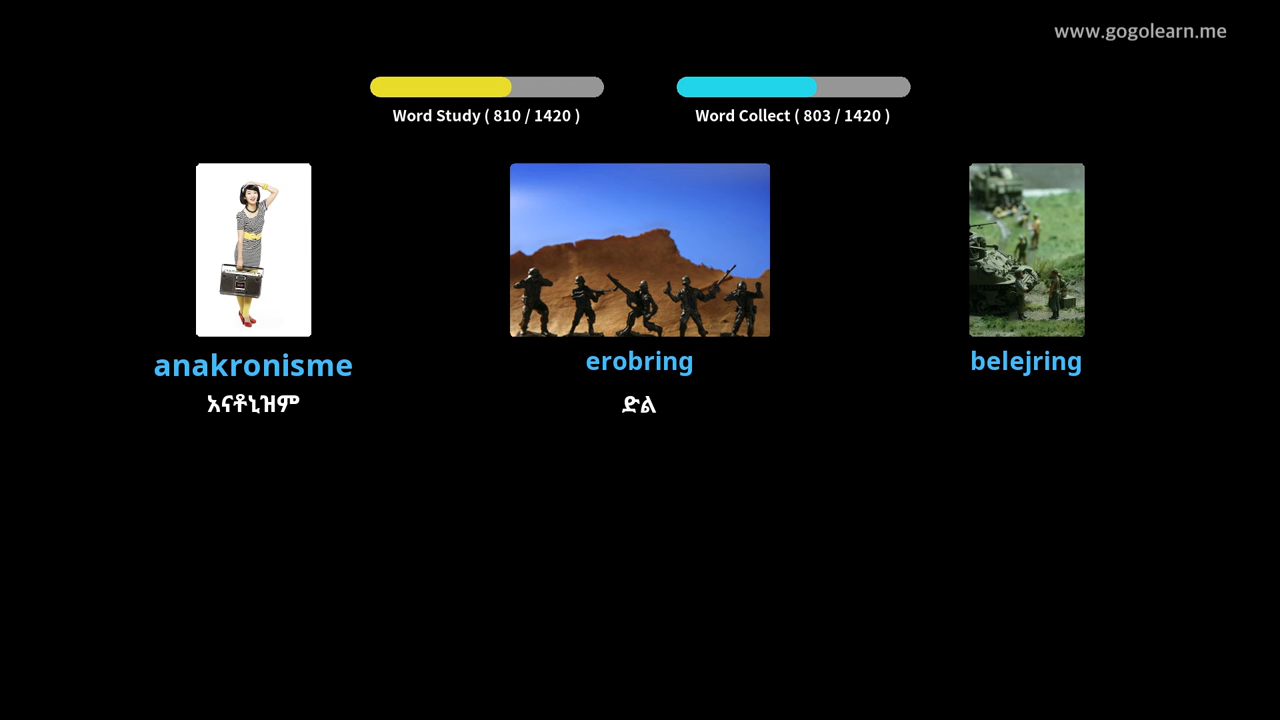 www.gogolearn.me
Word Study ( 810 / 1420 )
Word Collect ( 803 / 1420 )
anakronisme
erobring
belejring
አናቶኒዝም
ድል